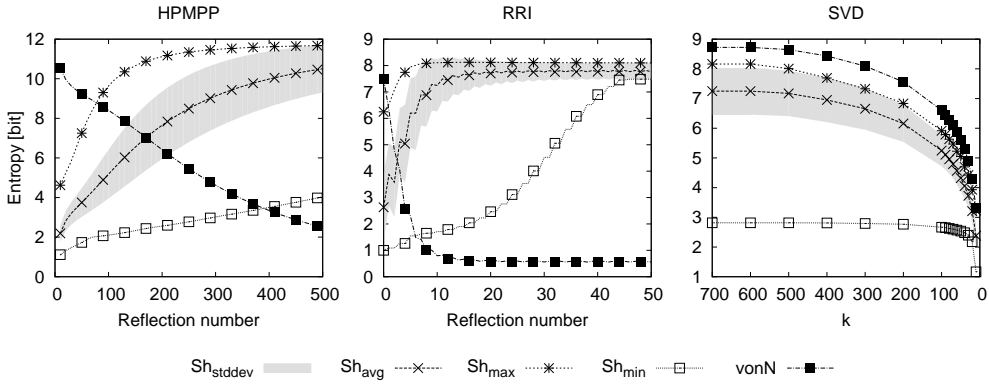 HPMPP RRI SVD
Entropy [bit]
12 10 8 6 4 2 0
9 8 7 6 5 4 3 2 1 0
9 8 7 6 5 4 3 2 1
0 100 200 300 400 500
0 10 20 30 40 50
700 600 500 400 300 200 100 0
Reflection number Reflection number k
Sh_stddev Sh_avg Sh_max Sh_min vonN